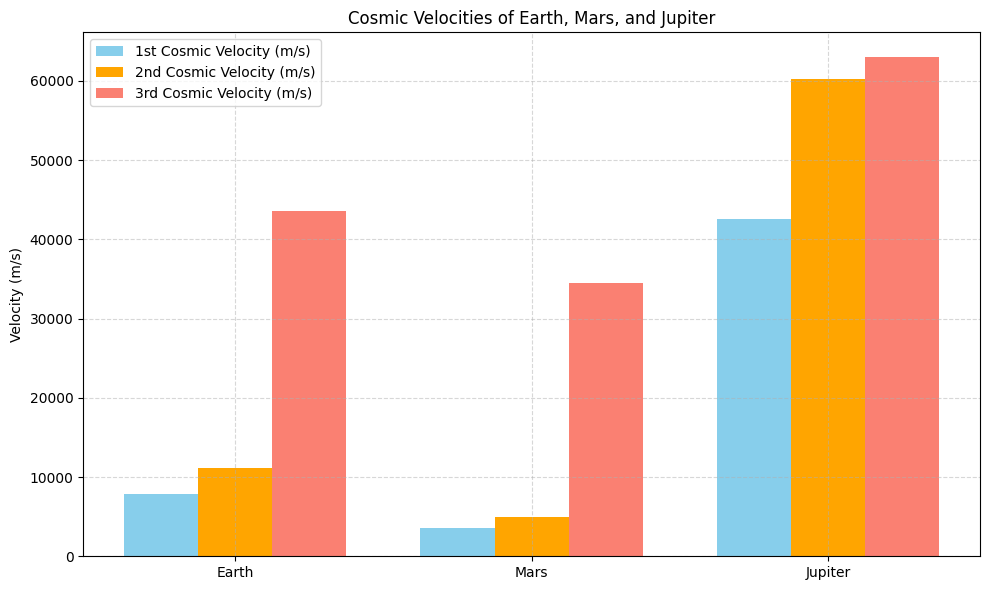 Cosmic Velocities of Earth, Mars, and Jupiter
1st Cosmic Velocity (m/s)
2nd Cosmic Velocity (m/s)
3rd Cosmic Velocity (m/s)
Velocity (m/s)
60000
50000
40000
30000
20000
10000
0
Earth Mars Jupiter